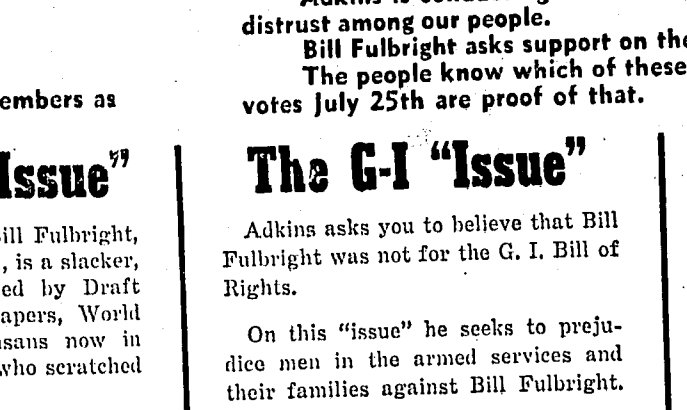 distrust among our people.
Bill Fulbright asks support on the
The people know which of these
votes July 25th are proof of that.
embers as
Issue"
ill Fulbright,
, is a slacker,
ed by Draft
apers, World
sans now in
who scratched
The G-I "Issue"
Adkins asks you to believe that Bill
Fulbright was not for the G. I. Bill of
Rights.
On this "issue" he seeks to preju-
dice men in the armed services and
their families against Bill Fulbright.